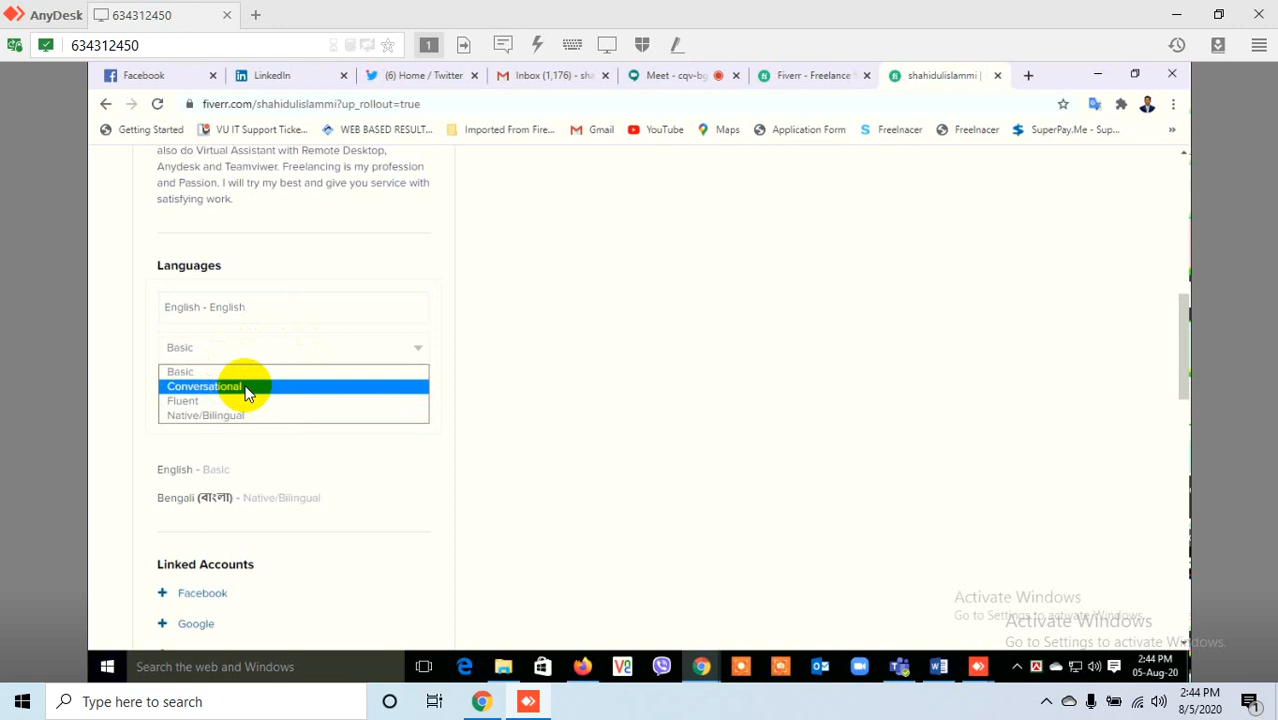 AnyDesk 634312450
634312450 1
Facebook LinkedIn (6) Home / Twitter Inbox (1,176) - sha Meet - cqv-bg Fiverr - Freelance S shahidulislammi |
fiverr.com/shahidulislammi?up_rollout=true
Getting Started VU IT Support Ticke... WEB BASED RESULT... Imported From Fire... Gmail YouTube Maps Application Form Freelnacer Freelnacer SuperPay.Me - Sup... »
also do Virtual Assistant with Remote Desktop,
Anydesk and Teamviwer. Freelancing is my profession
and Passion. I will try my best and give you service with
satisfying work.
Languages
English - English
Basic
Basic
Conversational
Fluent
Native/Bilingual
English - Basic
Bengali (বাংলা) - Native/Bilingual
Linked Accounts
Facebook
Google
Activate Windows
Go to Settings to activate Windows.
Activate Windows
Go to Settings to activate Windows.
Search the web and Windows
2:44 PM
05-Aug-20
Type here to search
2:44 PM
8/5/2020